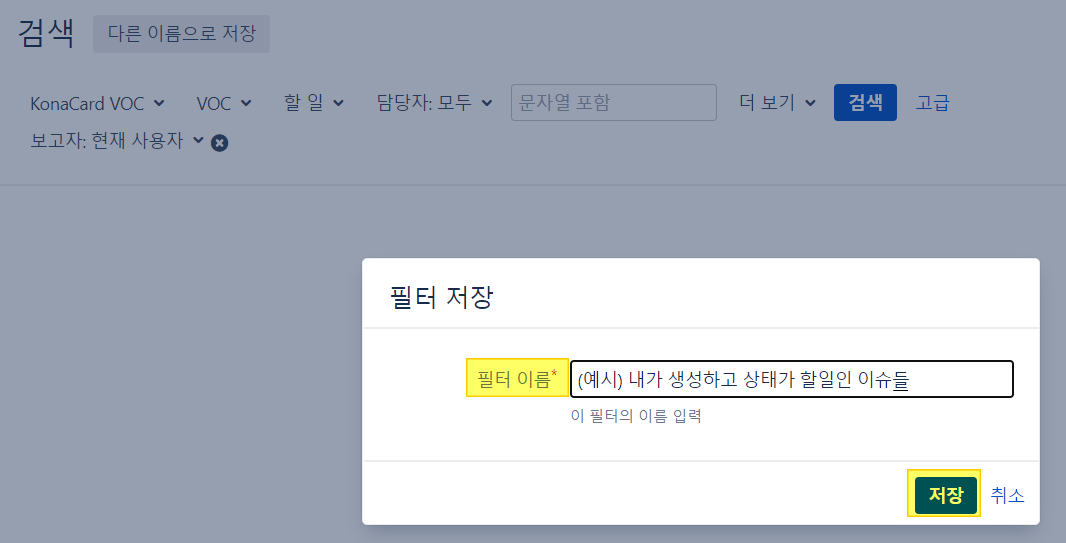 검색 다른 이름으로 저장
KonaCard VOC VOC 할 일 담당자: 모두 문자열 포함 더 보기 검색 고급
보고자: 현재 사용자
필터 저장
필터 이름* (예시) 내가 생성하고 상태가 할일인 이슈들
이 필터의 이름 입력
저장 취소